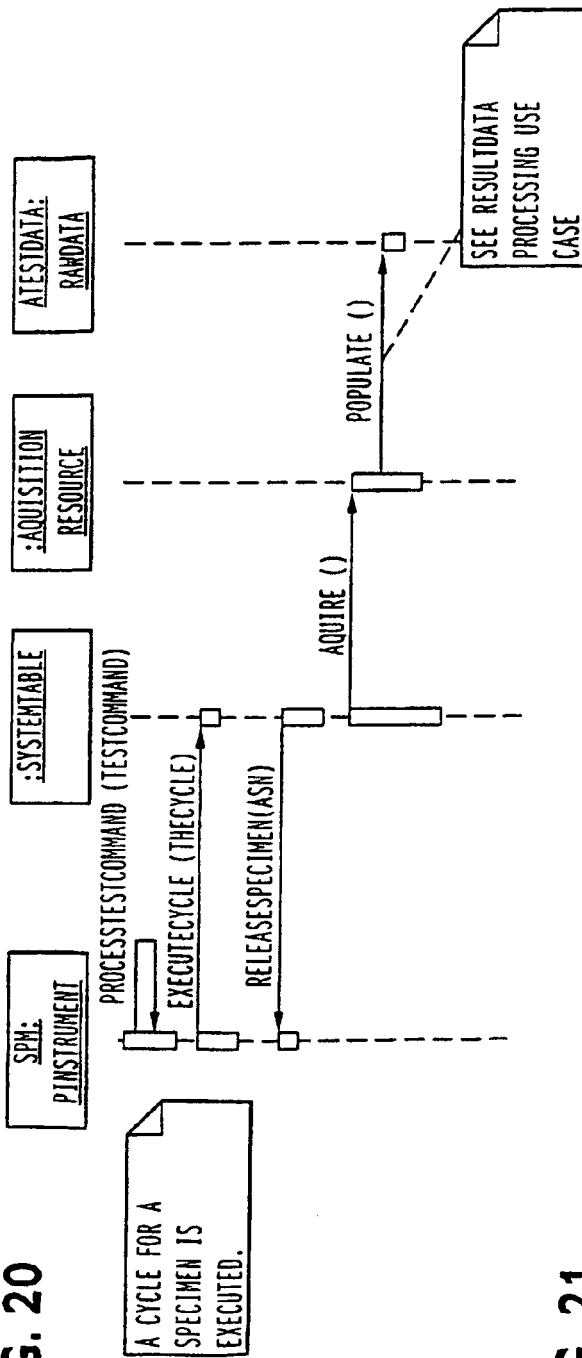 G. 20
SPM:
PINSTRUMENT
:SYSTEMTABLE
:AQUISITION
RESOURCE
ATESTDATA:
RAWDATA
A CYCLE FOR A
SPECIMEN IS
EXECUTED.
PROCESSTESTCOMMAND (TESTCOMMAND)
EXECUTECYCLE (THECYCLE)
RELEASESPECIMEN(ASN)
AQUIRE ()
POPULATE ()
SEE RESULTDATA
PROCESSING USE
CASE
G. 21